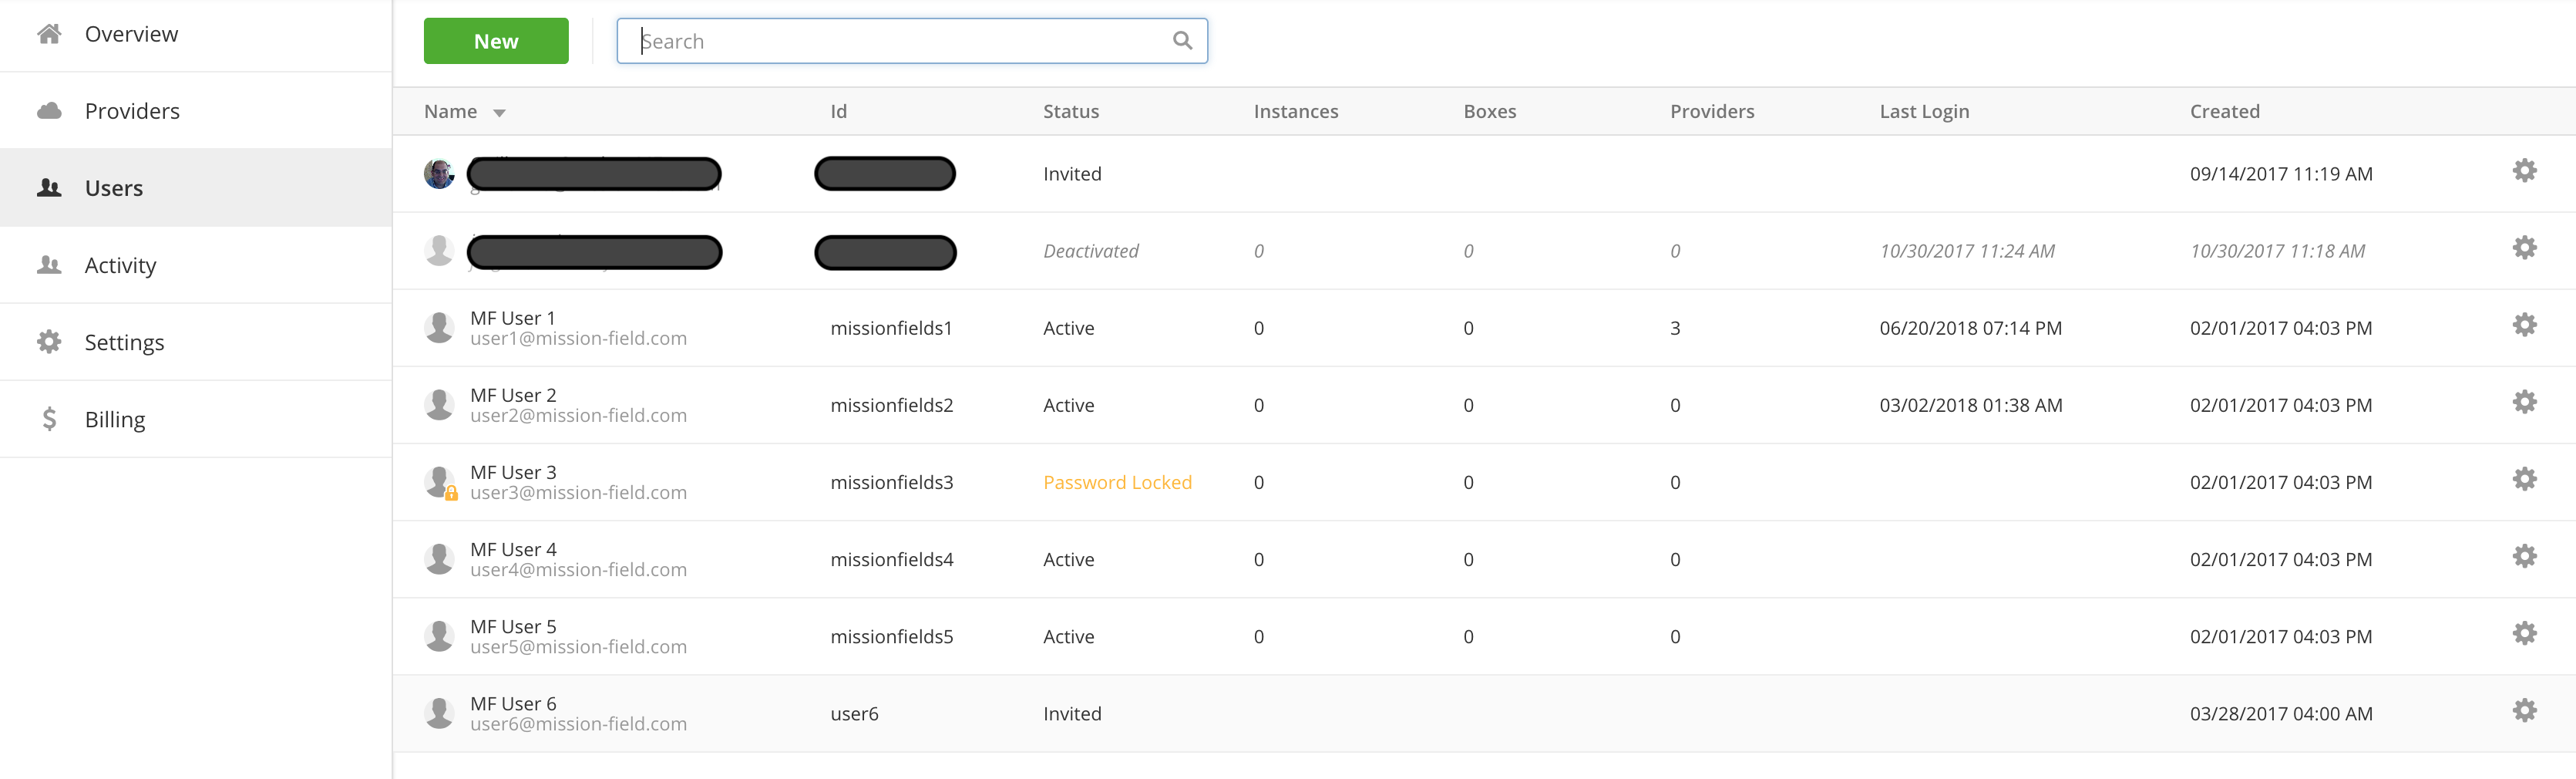 Overview
Providers
Users
Activity
Settings
Billing
New
Search
Name Id Status Instances Boxes Providers Last Login Created
Invited 09/14/2017 11:19 AM
Deactivated 0 0 0 10/30/2017 11:24 AM 10/30/2017 11:18 AM
MF User 1
user1@mission-field.com
missionfields1 Active 0 0 3 06/20/2018 07:14 PM 02/01/2017 04:03 PM
MF User 2
user2@mission-field.com
missionfields2 Active 0 0 0 03/02/2018 01:38 AM 02/01/2017 04:03 PM
MF User 3
user3@mission-field.com
missionfields3 Password Locked 0 0 0 02/01/2017 04:03 PM
MF User 4
user4@mission-field.com
missionfields4 Active 0 0 0 02/01/2017 04:03 PM
MF User 5
user5@mission-field.com
missionfields5 Active 0 0 0 02/01/2017 04:03 PM
MF User 6
user6@mission-field.com
user6 Invited 03/28/2017 04:00 AM